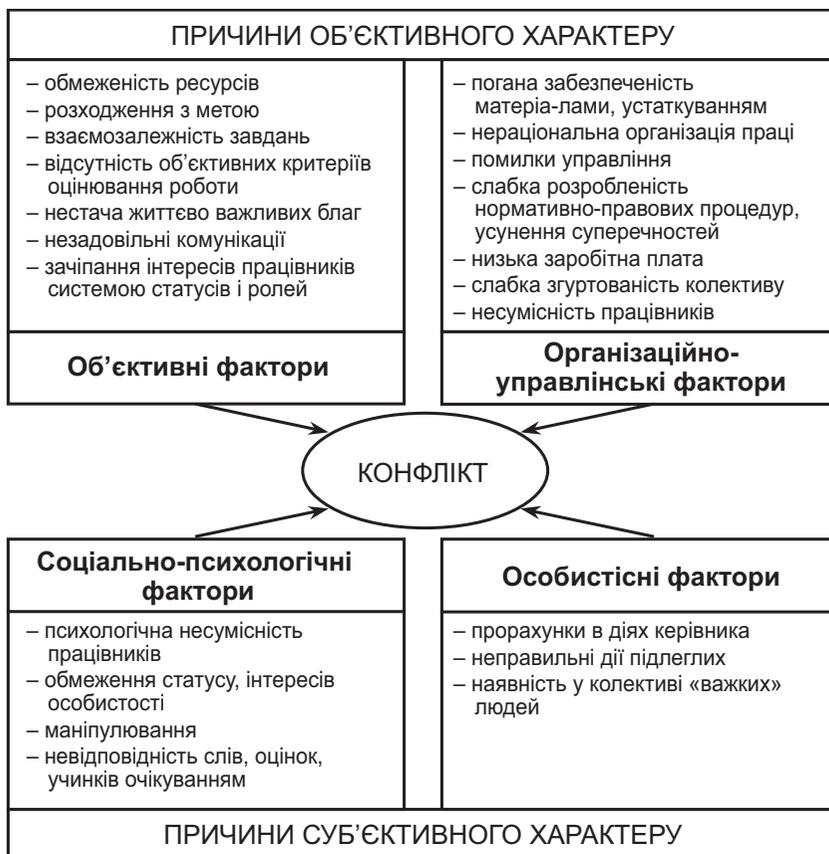 ПРИЧИНИ ОБ’ЄКТИВНОГО ХАРАКТЕРУ
– обмеженість ресурсів
– розходження з метою
– взаємозалежність завдань
– відсутність об’єктивних критеріїв
оцінювання роботи
– нестача життєво важливих благ
– незадовільні комунікації
– зачіпання інтересів працівників
системою статусів і ролей
Об’єктивні фактори
– погана забезпеченість
матеріа-лами, устаткуванням
– нераціональна організація праці
– помилки управління
– слабка розробленість
нормативно-правових процедур,
усунення суперечностей
– низька заробітна плата
– слабка згуртованість колективу
– несумісність працівників
Організаційно-
управлінські фактори
КОНФЛІКТ
Соціально-психологічні
фактори
– психологічна несумісність
працівників
– обмеження статусу, інтересів
особистості
– маніпулювання
– невідповідність слів, оцінок,
учинків очікуванням
Особистісні фактори
– прорахунки в діях керівника
– неправильні дії підлеглих
– наявність у колективі «важких»
людей
ПРИЧИНИ СУБ’ЄКТИВНОГО ХАРАКТЕРУ